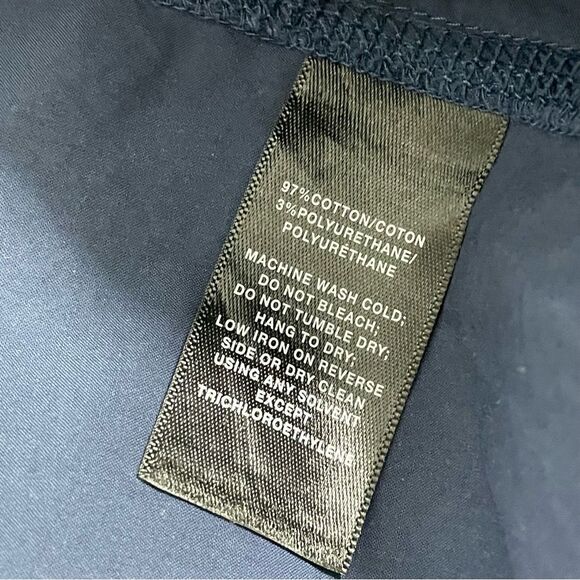 97%COTTON/COTON
3%POLYURETHANE/
POLYURÉTHANE
MACHINE WASH COLD;
DO NOT BLEACH;
DO NOT TUMBLE DRY;
HANG TO DRY;
LOW IRON ON REVERSE
SIDE OR DRY CLEAN
USING ANY SOLVENT
EXCEPT
TRICHLOROETHYLENE